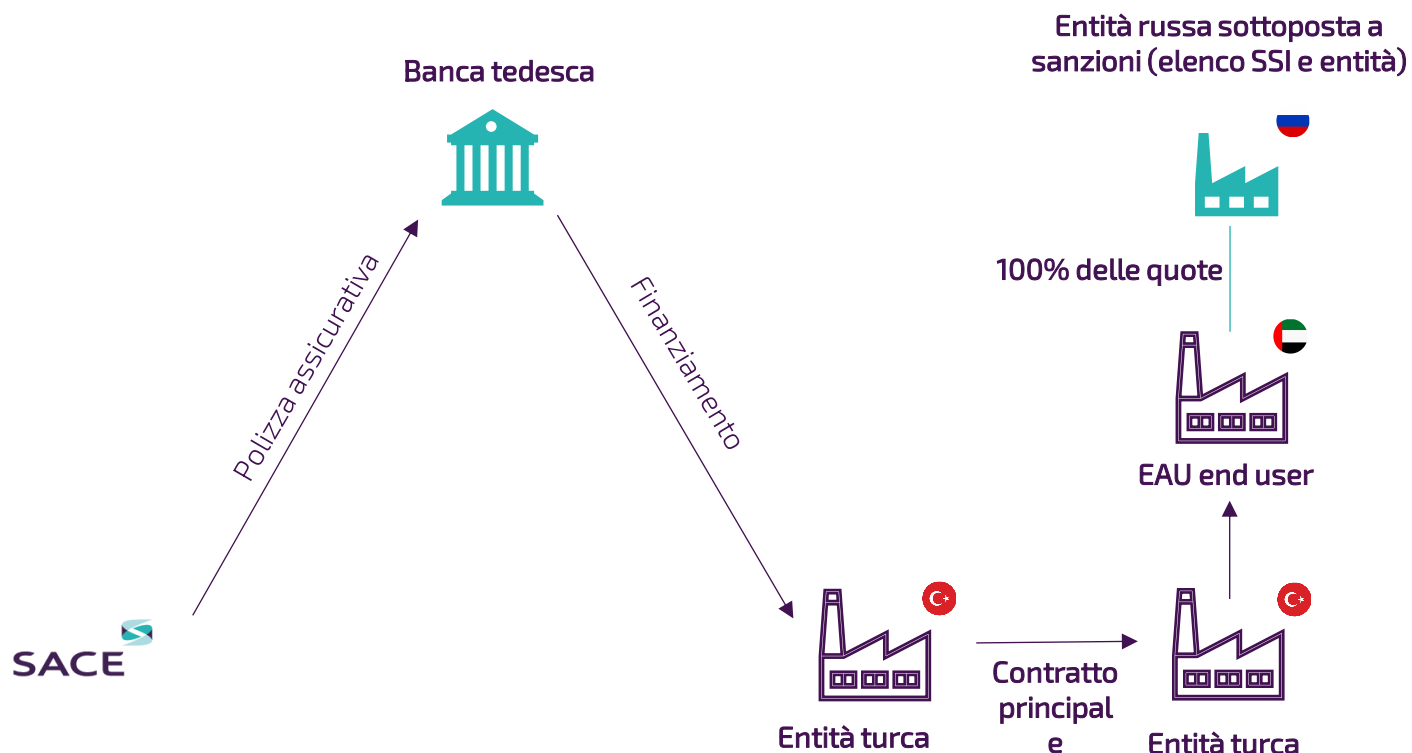 Entità russa sottoposta a
sanzioni (elenco SSI e entità)
Banca tedesca
100% delle quote
Polizza assicurativa
Finanziamento
EAU end user
SACE
Contratto
principal
e
Entità turca
Entità turca